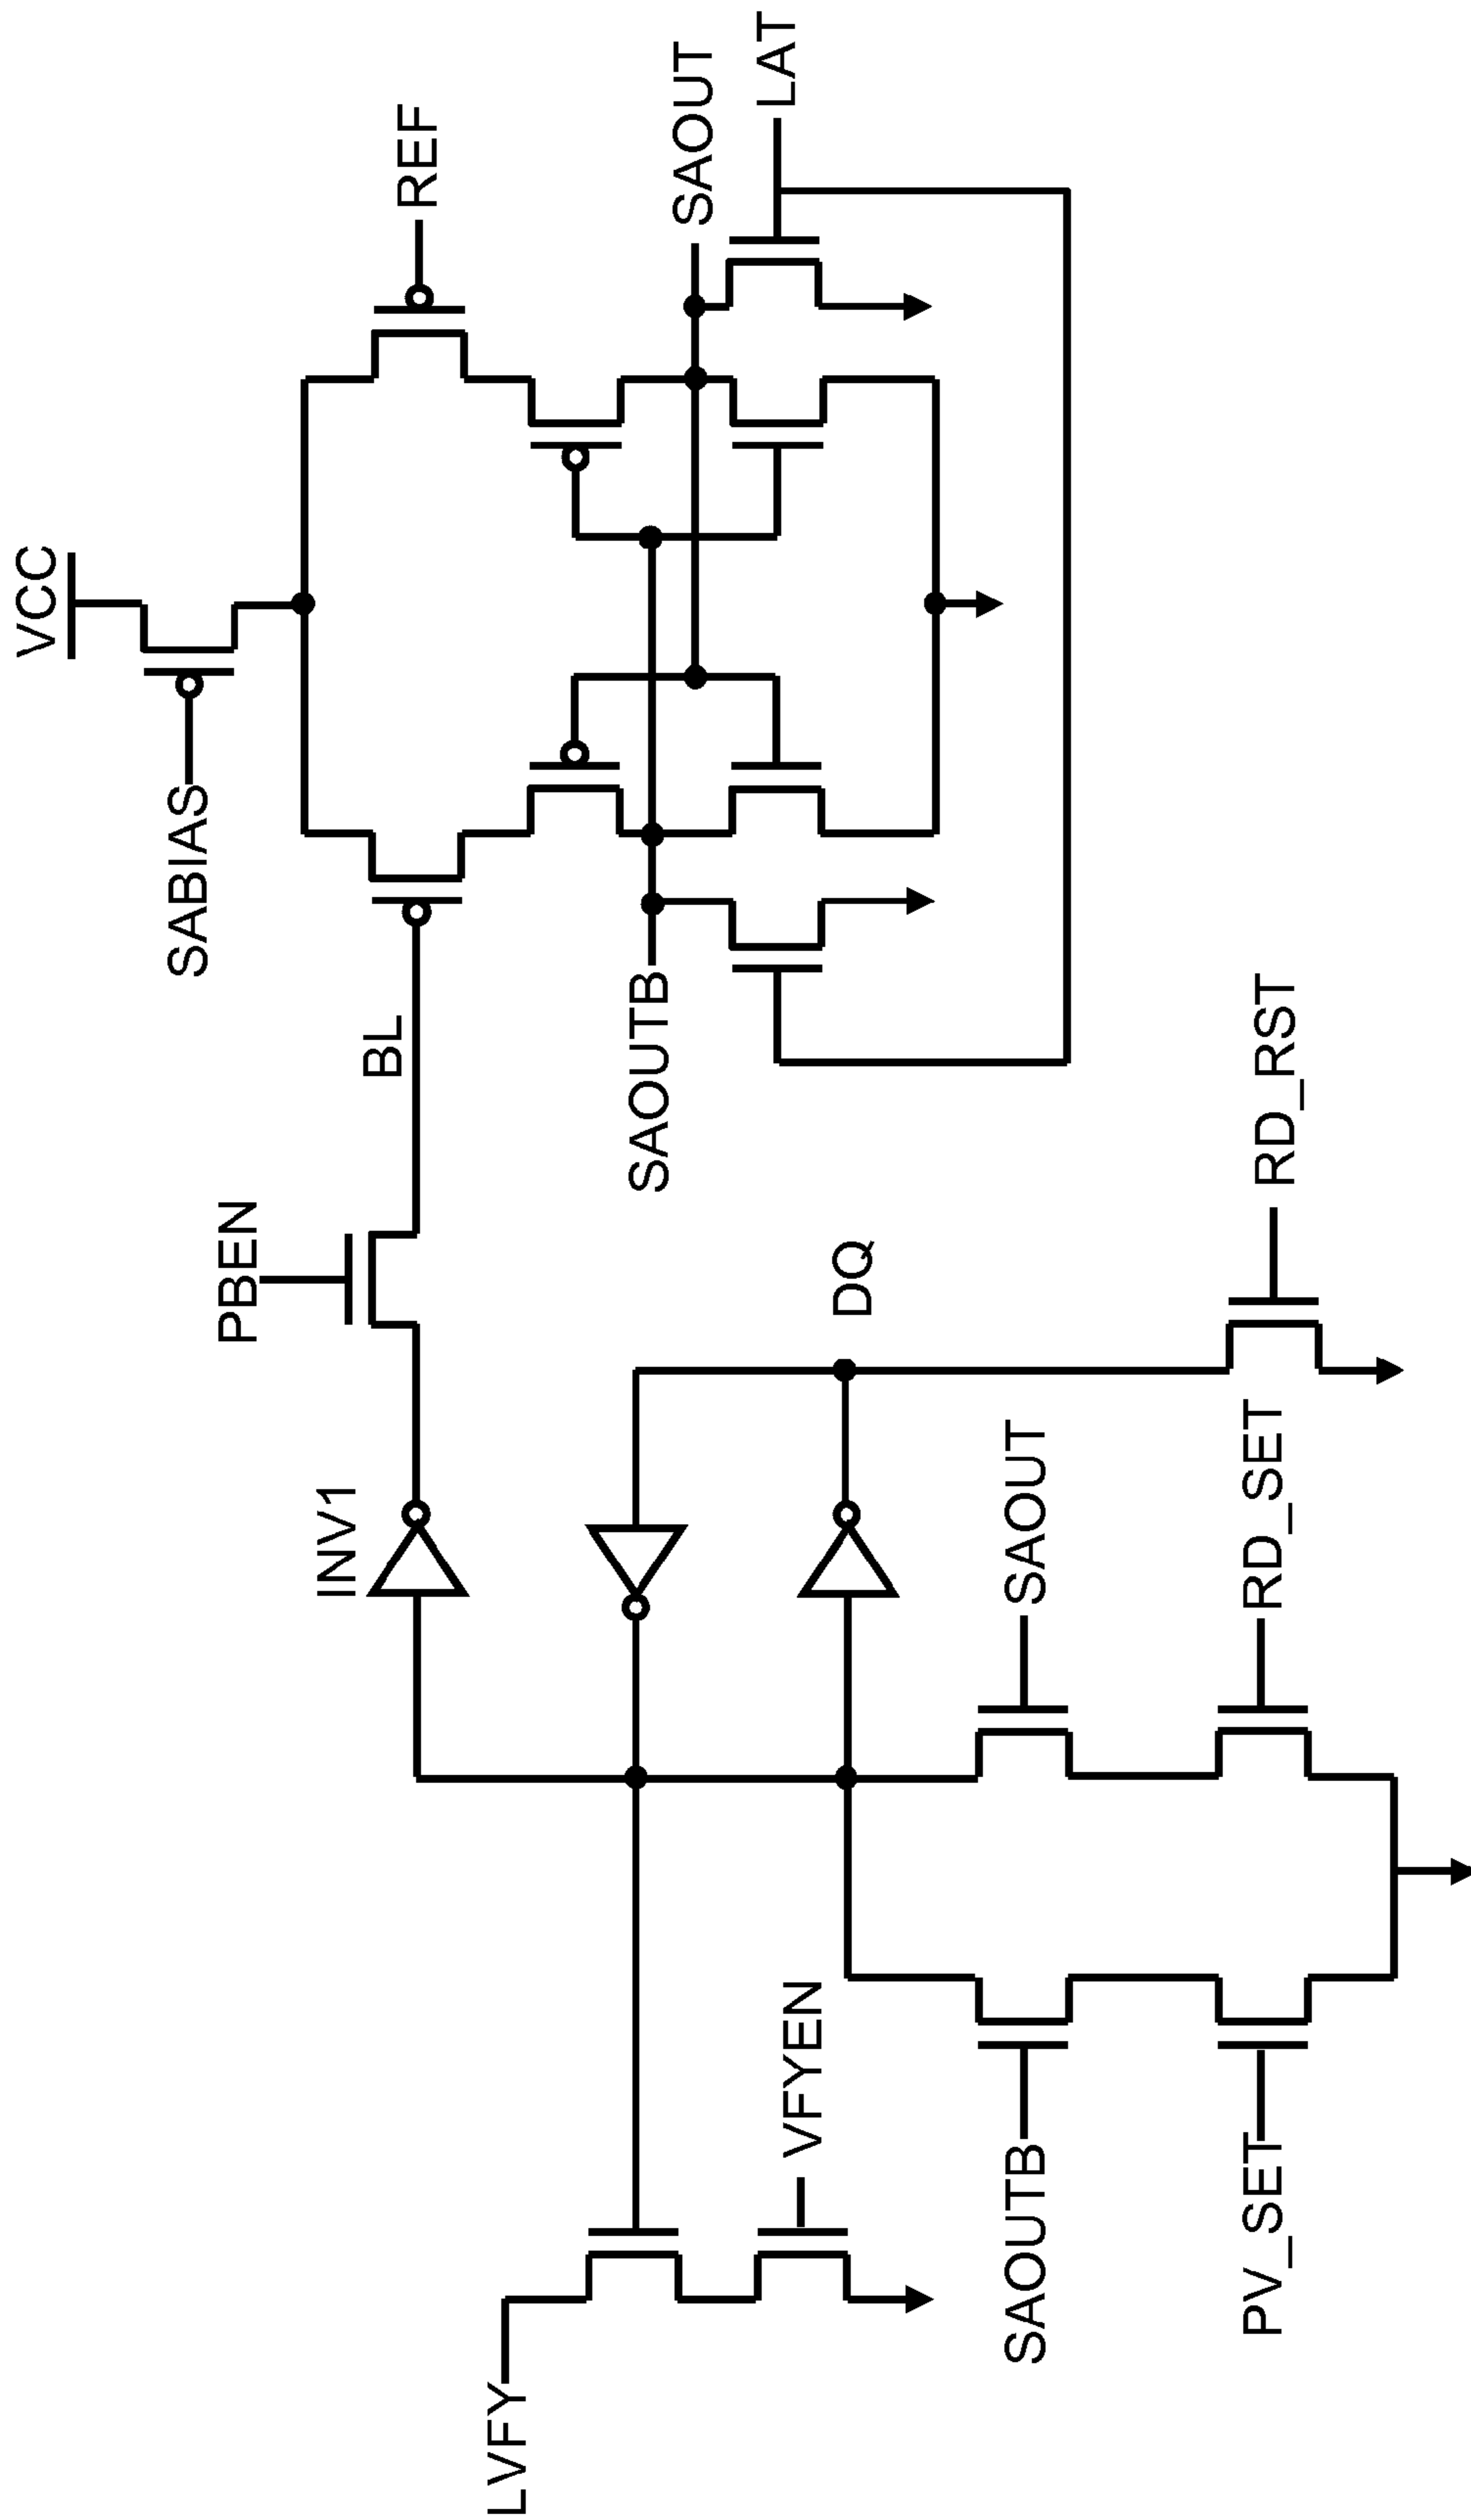 VCC
SABIAS
REF
PBEN
BL
INV1
SAOUT
LAT
SAOUTB
LVFY
VFYEN
DQ
SAOUTB
SAOUT
PV_SET
RD_SET
RD_RST